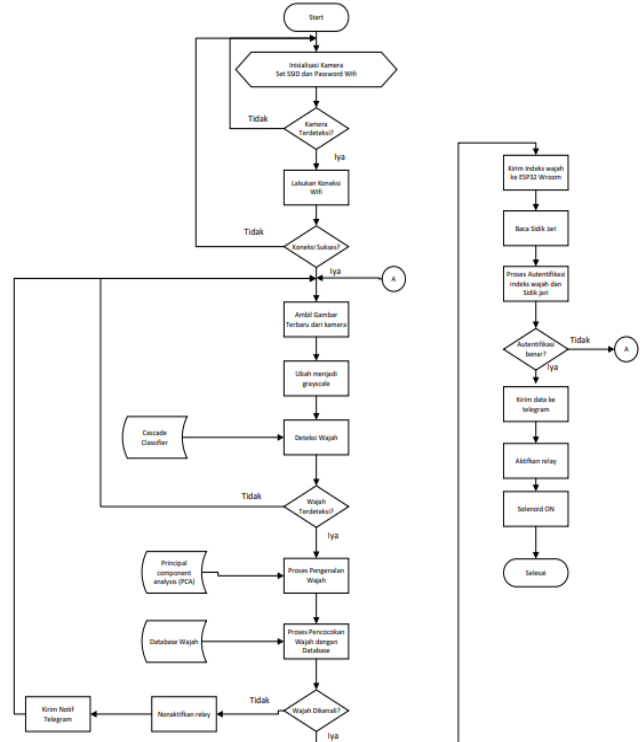 Start
Inisialisasi Kamera
Set SSID dan Password Wifi
Tidak
Kamera
Terdeteksi?
Iya
Lakukan Koneksi
Wifi
Tidak
Koneksi Sukses?
Iya
A
Ambil Gambar
Terbaru dari kamera
Ubah menjadi
grayscale
Cascade
Classifier
Deteksi Wajah
Tidak
Wajah
Terdeteksi?
Iya
Principal
component
analysis (PCA)
Proses Pengenalan
Wajah
Database Wajah
Proses Pencocokan
Wajah dengan
Database
Kirim Notif
Telegram
Nonaktifkan relay
Tidak
Wajah Dikenali?
Iya
Kirim Indeks wajah
ke ESP32 Wroom
Baca Sidik Jari
Proses Autentifikasi
indeks wajah dan
Sidik jari
Autentifikasi
benar?
Tidak
A
Iya
Kirim data ke
telegram
Aktifkan relay
Solenoid ON
Selesai